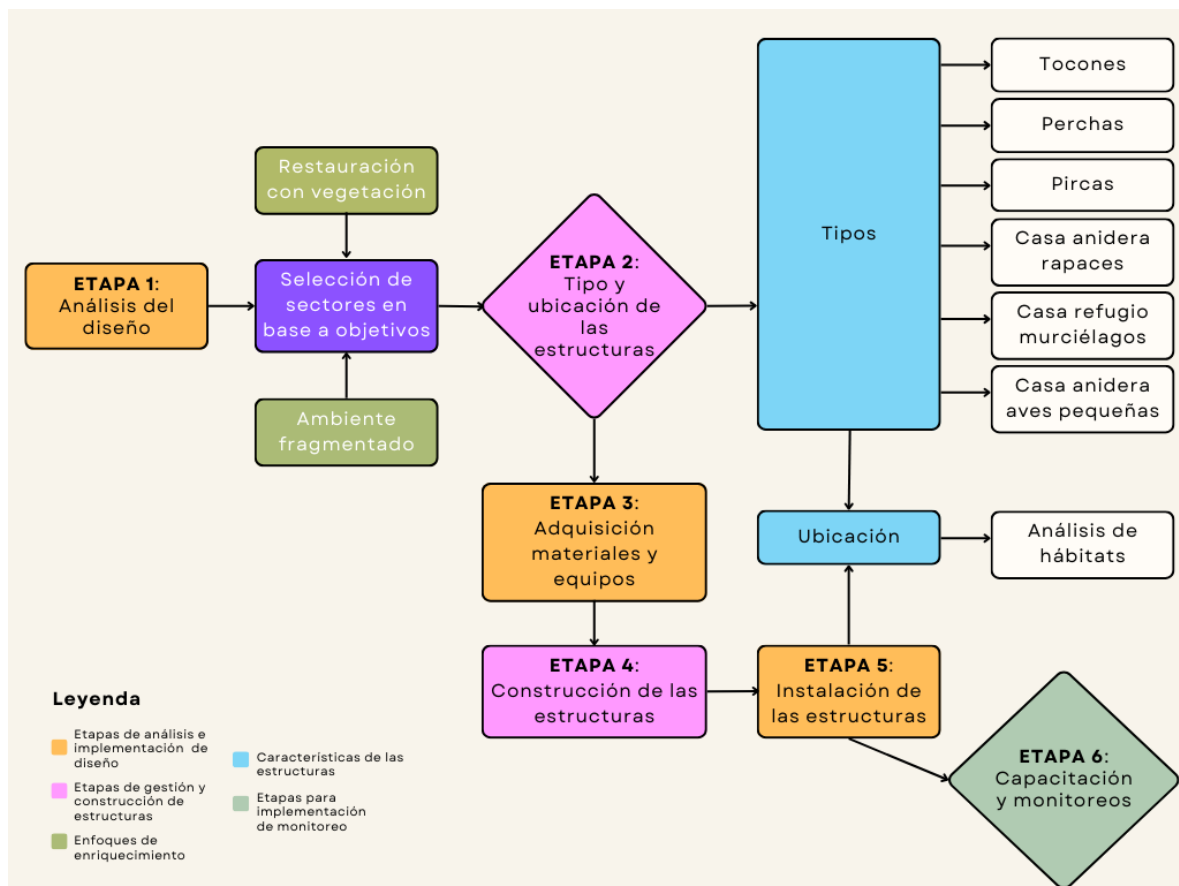 Tocones
Perchas
Pircas
Casa anidera
rapaces
Casa refugio
murciélagos
Casa anidera
aves pequeñas
Tipos
Restauración
con vegetación
ETAPA 1:
Análisis del
diseño
Selección de
sectores en
base a objetivos
ETAPA 2:
Tipo y
ubicación de
las
estructuras
Ambiente
fragmentado
ETAPA 3:
Adquisición
materiales y
equipos
Ubicación
Análisis de
hábitats
ETAPA 4:
Construcción de las
estructuras
ETAPA 5:
Instalación de
las estructuras
ETAPA 6:
Capacitación
y monitoreos
Leyenda
Etapas de análisis e
implementación de
diseño
Etapas de gestión y
construcción de
estructuras
Enfoques de
enriquecimiento
Características de las
estructuras
Etapas para
implementación
de monitoreo